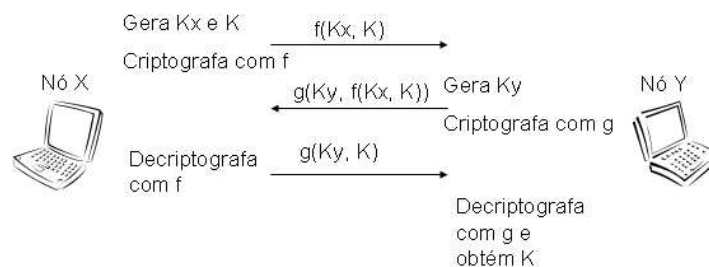 Gera Kx e K
f(Kx, K)
Criptografa com f
Nó X
g(Ky, f(Kx, K))
Gera Ky
Nó Y
Criptografa com g
Decriptografa
com f
g(Ky, K)
Decriptografa
com g e
obtém K